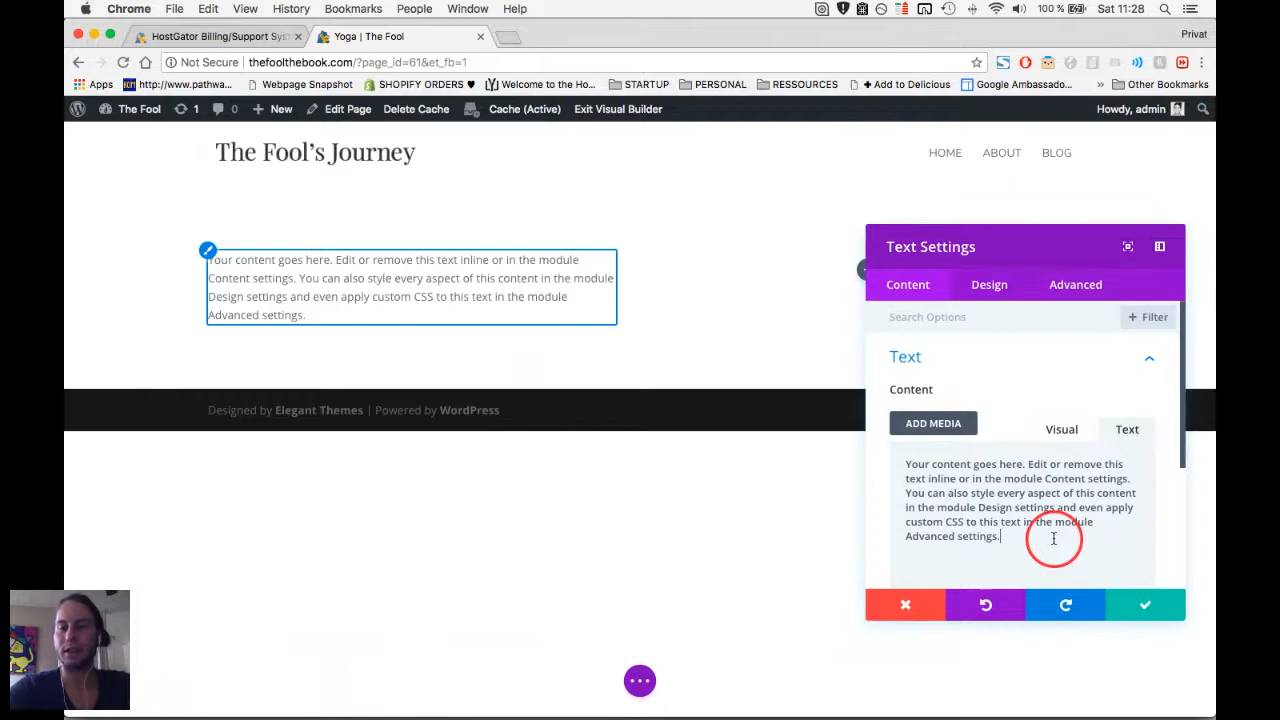 Chrome File Edit View History Bookmarks People Window Help 100 % Sat 11:28
HostGator Billing/Support Sys Yoga | The Fool Privat
Not Secure thefoolthebook.com/?page_id=61&et_fb=1
Apps http://www.pathwa... Webpage Snapshot SHOPIFY ORDERS ♥ Welcome to the Ho... STARTUP PERSONAL RESSOURCES + Add to Delicious Google Ambassado... » Other Bookmarks
The Fool 1 0 + New Edit Page Delete Cache Cache (Active) Exit Visual Builder Howdy, admin
The Fool's Journey
HOME ABOUT BLOG
Your content goes here. Edit or remove this text inline or in the module
Content settings. You can also style every aspect of this content in the module
Design settings and even apply custom CSS to this text in the module
Advanced settings.
Designed by Elegant Themes | Powered by WordPress
Text Settings
Content Design Advanced
Search Options + Filter
Text
Content
ADD MEDIA Visual Text
Your content goes here. Edit or remove this
text inline or in the module Content settings.
You can also style every aspect of this content
in the module Design settings and even apply
custom CSS to this text in the module
Advanced settings.